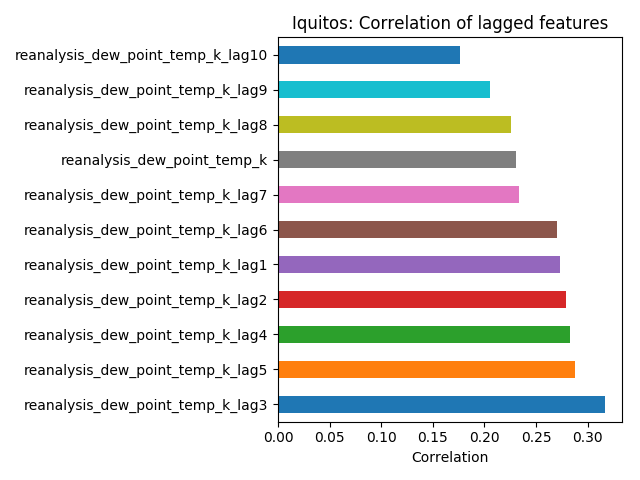 Iquitos: Correlation of lagged features
reanalysis_dew_point_temp_k_lag10
reanalysis_dew_point_temp_k_lag9
reanalysis_dew_point_temp_k_lag8
reanalysis_dew_point_temp_k
reanalysis_dew_point_temp_k_lag7
reanalysis_dew_point_temp_k_lag6
reanalysis_dew_point_temp_k_lag1
reanalysis_dew_point_temp_k_lag2
reanalysis_dew_point_temp_k_lag4
reanalysis_dew_point_temp_k_lag5
reanalysis_dew_point_temp_k_lag3
0.00 0.05 0.10 0.15 0.20 0.25 0.30
Correlation